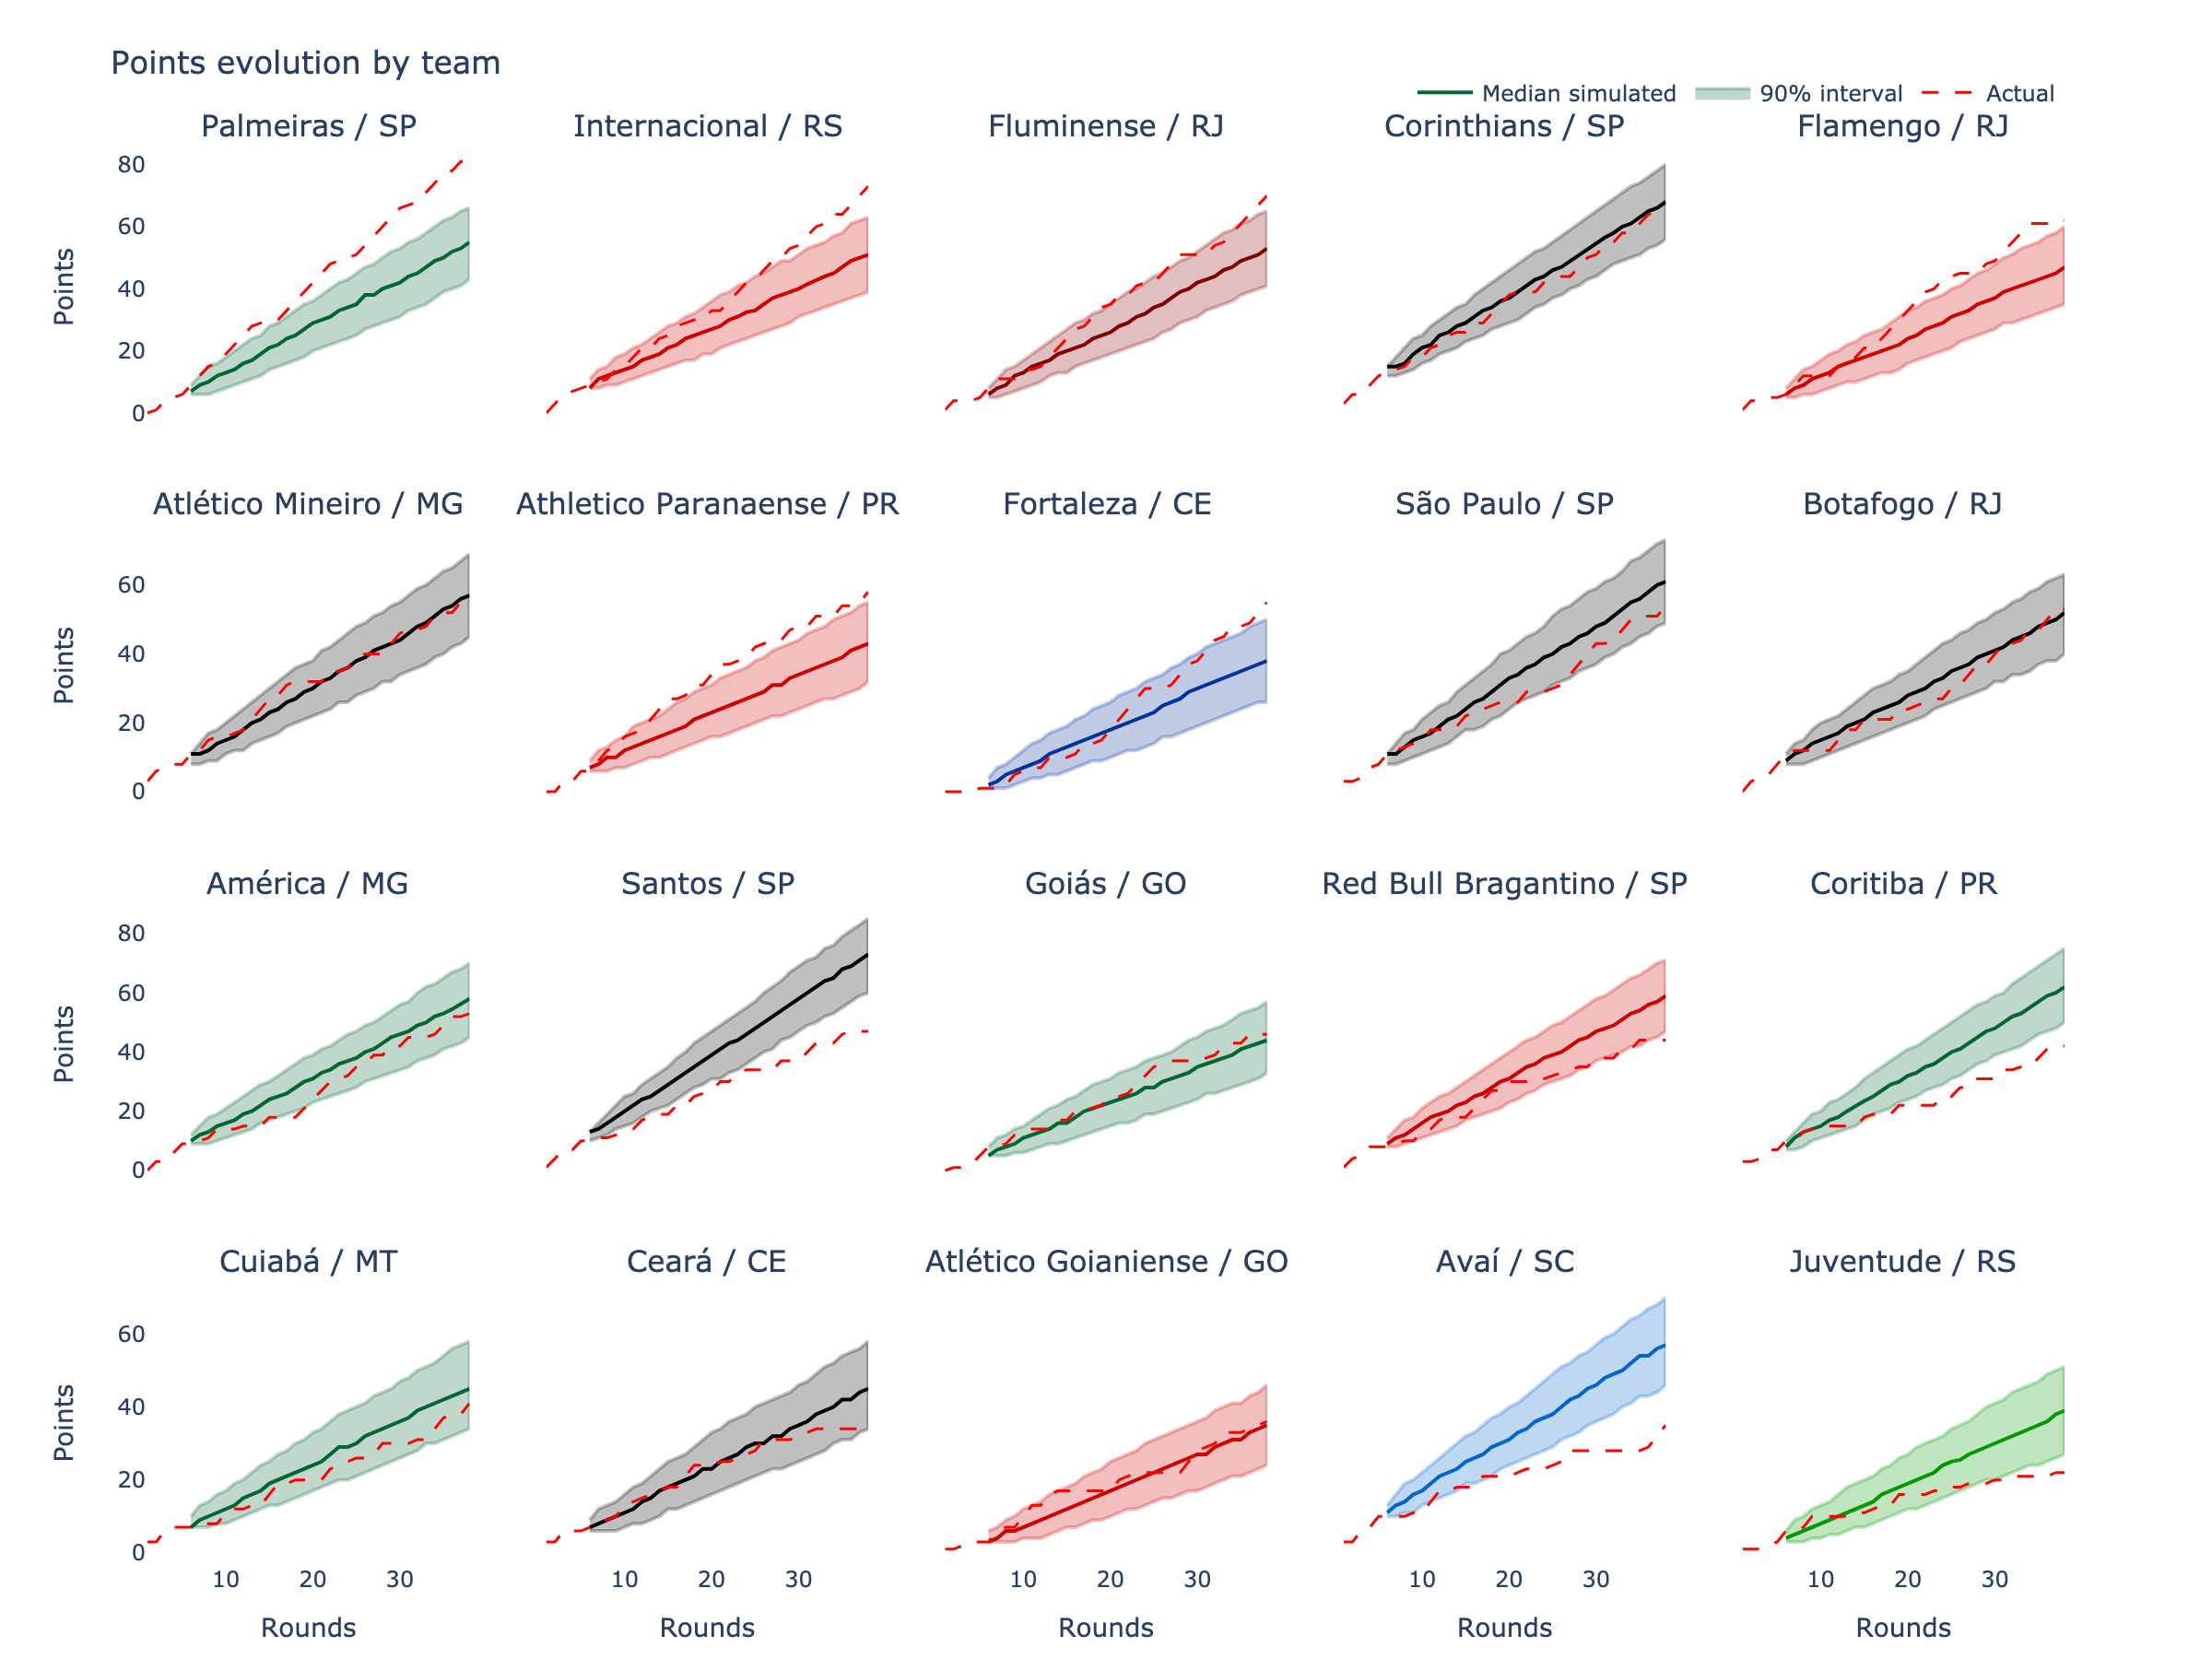 Points evolution by team
Median simulated 90% interval Actual
Palmeiras / SP Internacional / RS Fluminense / RJ Corinthians / SP Flamengo / RJ
80
60
40
20
0
Points
Atlético Mineiro / MG Athletico Paranaense / PR Fortaleza / CE São Paulo / SP Botafogo / RJ
60
40
20
0
Points
América / MG Santos / SP Goiás / GO Red Bull Bragantino / SP Coritiba / PR
80
60
40
20
0
Points
Cuiabá / MT Ceará / CE Atlético Goianiense / GO Avaí / SC Juventude / RS
60
40
20
0
Points
10 20 30 10 20 30 10 20 30 10 20 30 10 20 30
Rounds Rounds Rounds Rounds Rounds